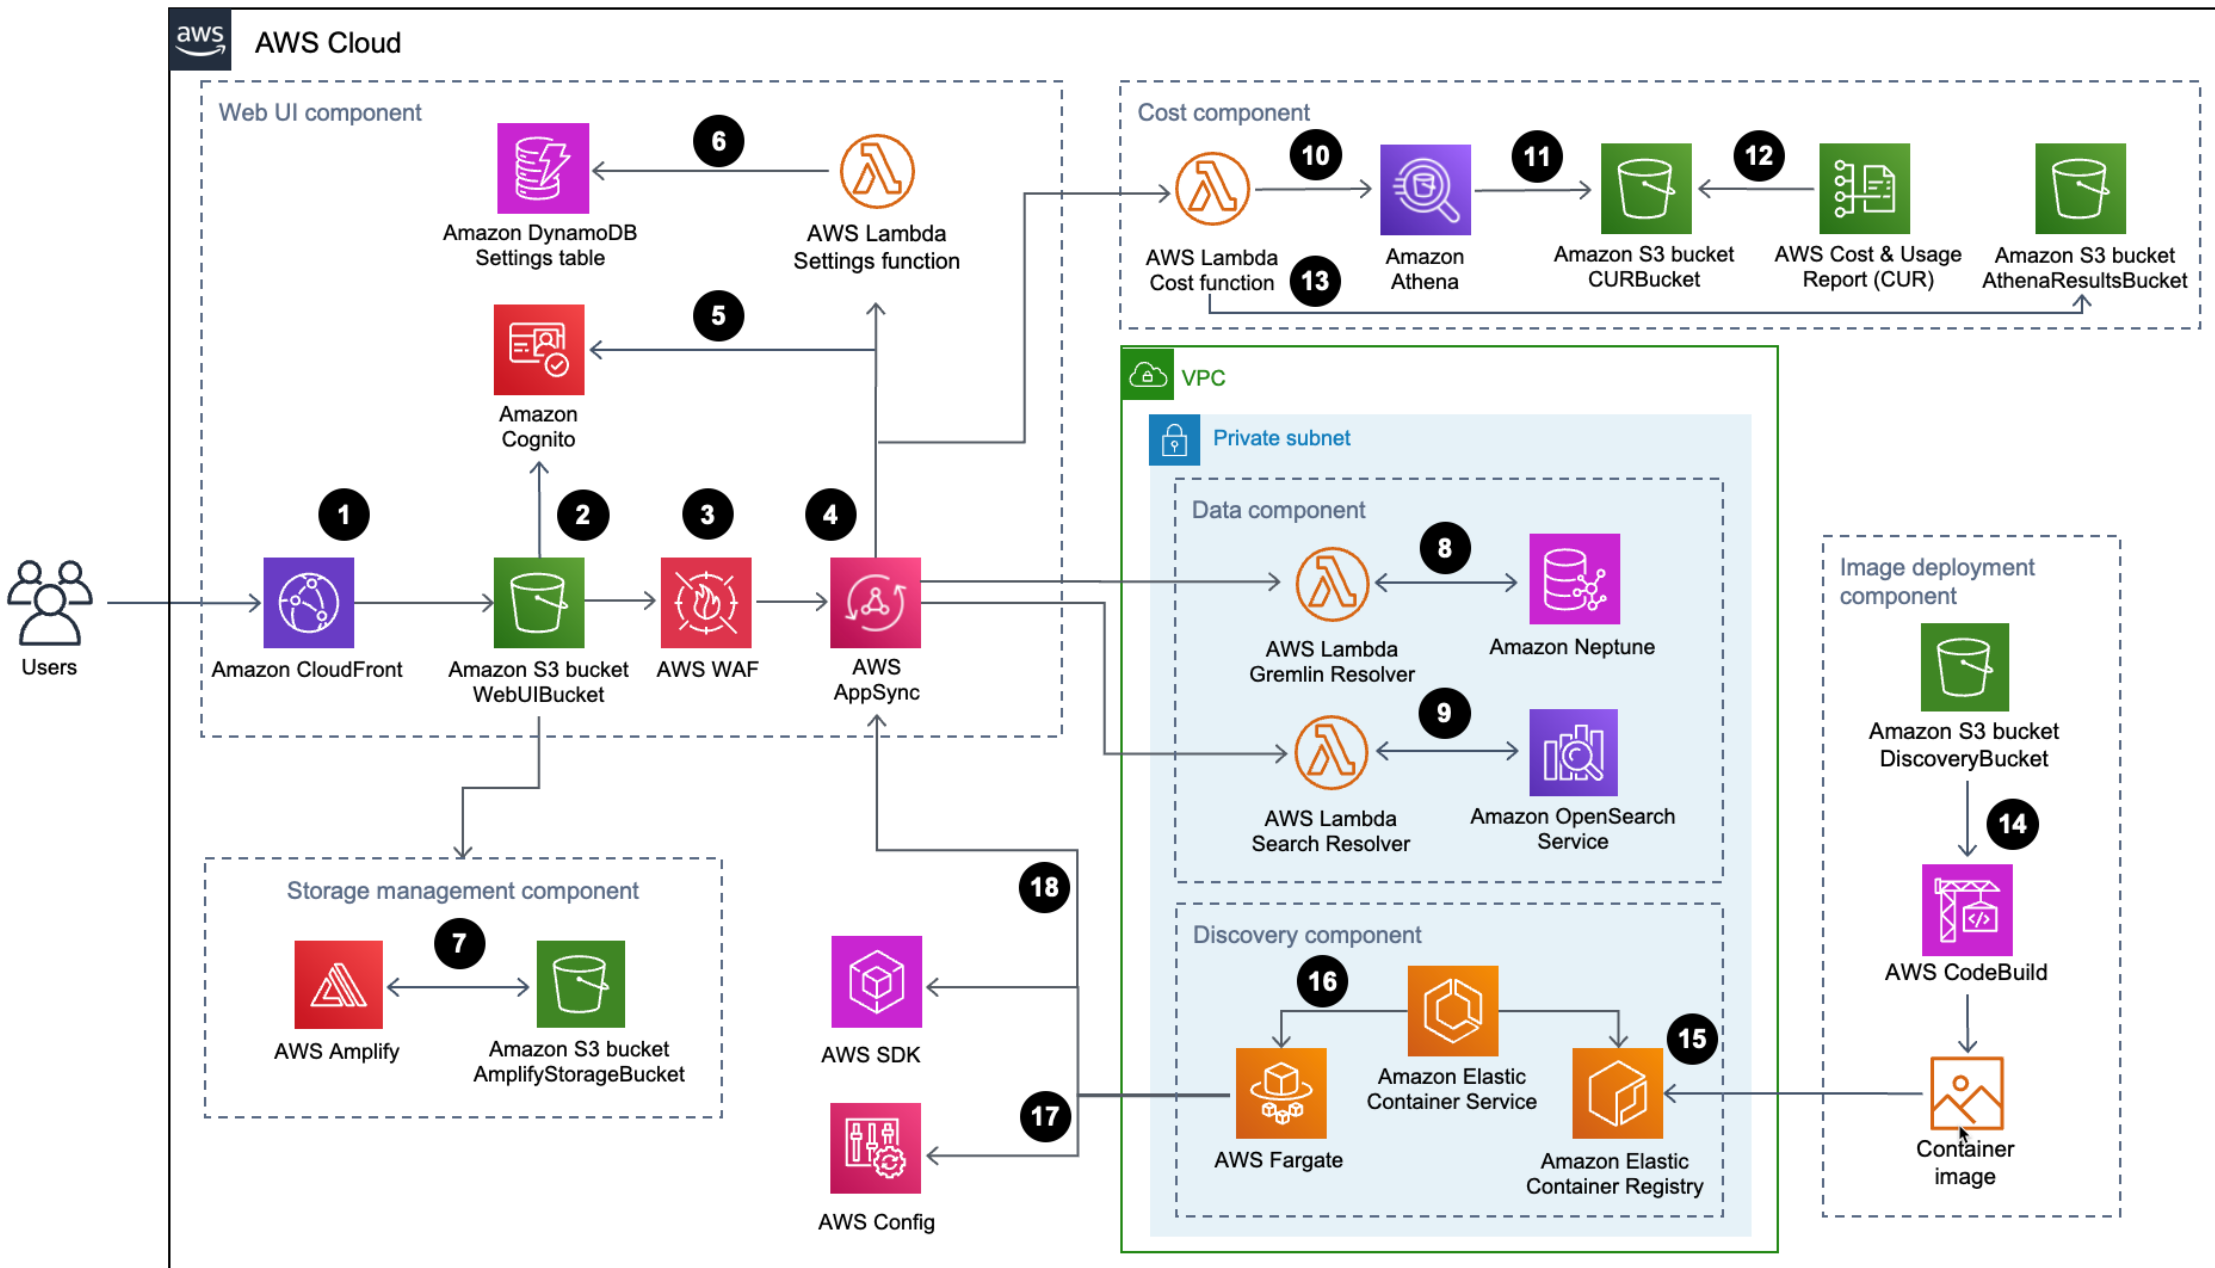 aws
AWS Cloud
Web UI component
6
Amazon DynamoDB
Settings table
AWS Lambda
Settings function
5
Amazon
Cognito
1
2
3
4
Users
Amazon CloudFront
Amazon S3 bucket
WebUIBucket
AWS WAF
AWS
AppSync
Cost component
10
11
12
AWS Lambda
Cost function
13
Amazon
Athena
Amazon S3 bucket
CURBucket
AWS Cost & Usage
Report (CUR)
Amazon S3 bucket
AthenaResultsBucket
VPC
Private subnet
Data component
8
AWS Lambda
Gremlin Resolver
Amazon Neptune
9
AWS Lambda
Search Resolver
Amazon OpenSearch
Service
Image deployment
component
Amazon S3 bucket
DiscoveryBucket
14
AWS CodeBuild
Container
image
Storage management component
7
AWS Amplify
Amazon S3 bucket
AmplifyStorageBucket
18
AWS SDK
17
AWS Config
Discovery component
16
15
Amazon Elastic
Container Service
AWS Fargate
Amazon Elastic
Container Registry